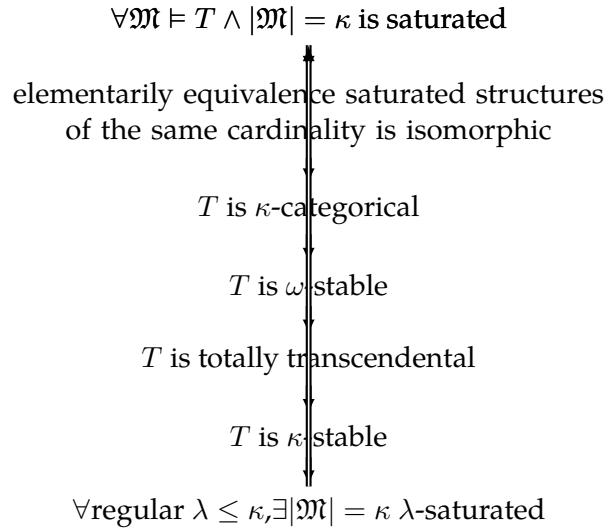 ∀𝔐 ⊨ T ∧ |𝔐| = κ is saturated
elementarily equivalence saturated structures
of the same cardinality is isomorphic
T is κ-categorical
T is ω-stable
T is totally transcendental
T is κ-stable
∀regular λ ≤ κ,∃|𝔐| = κ λ-saturated